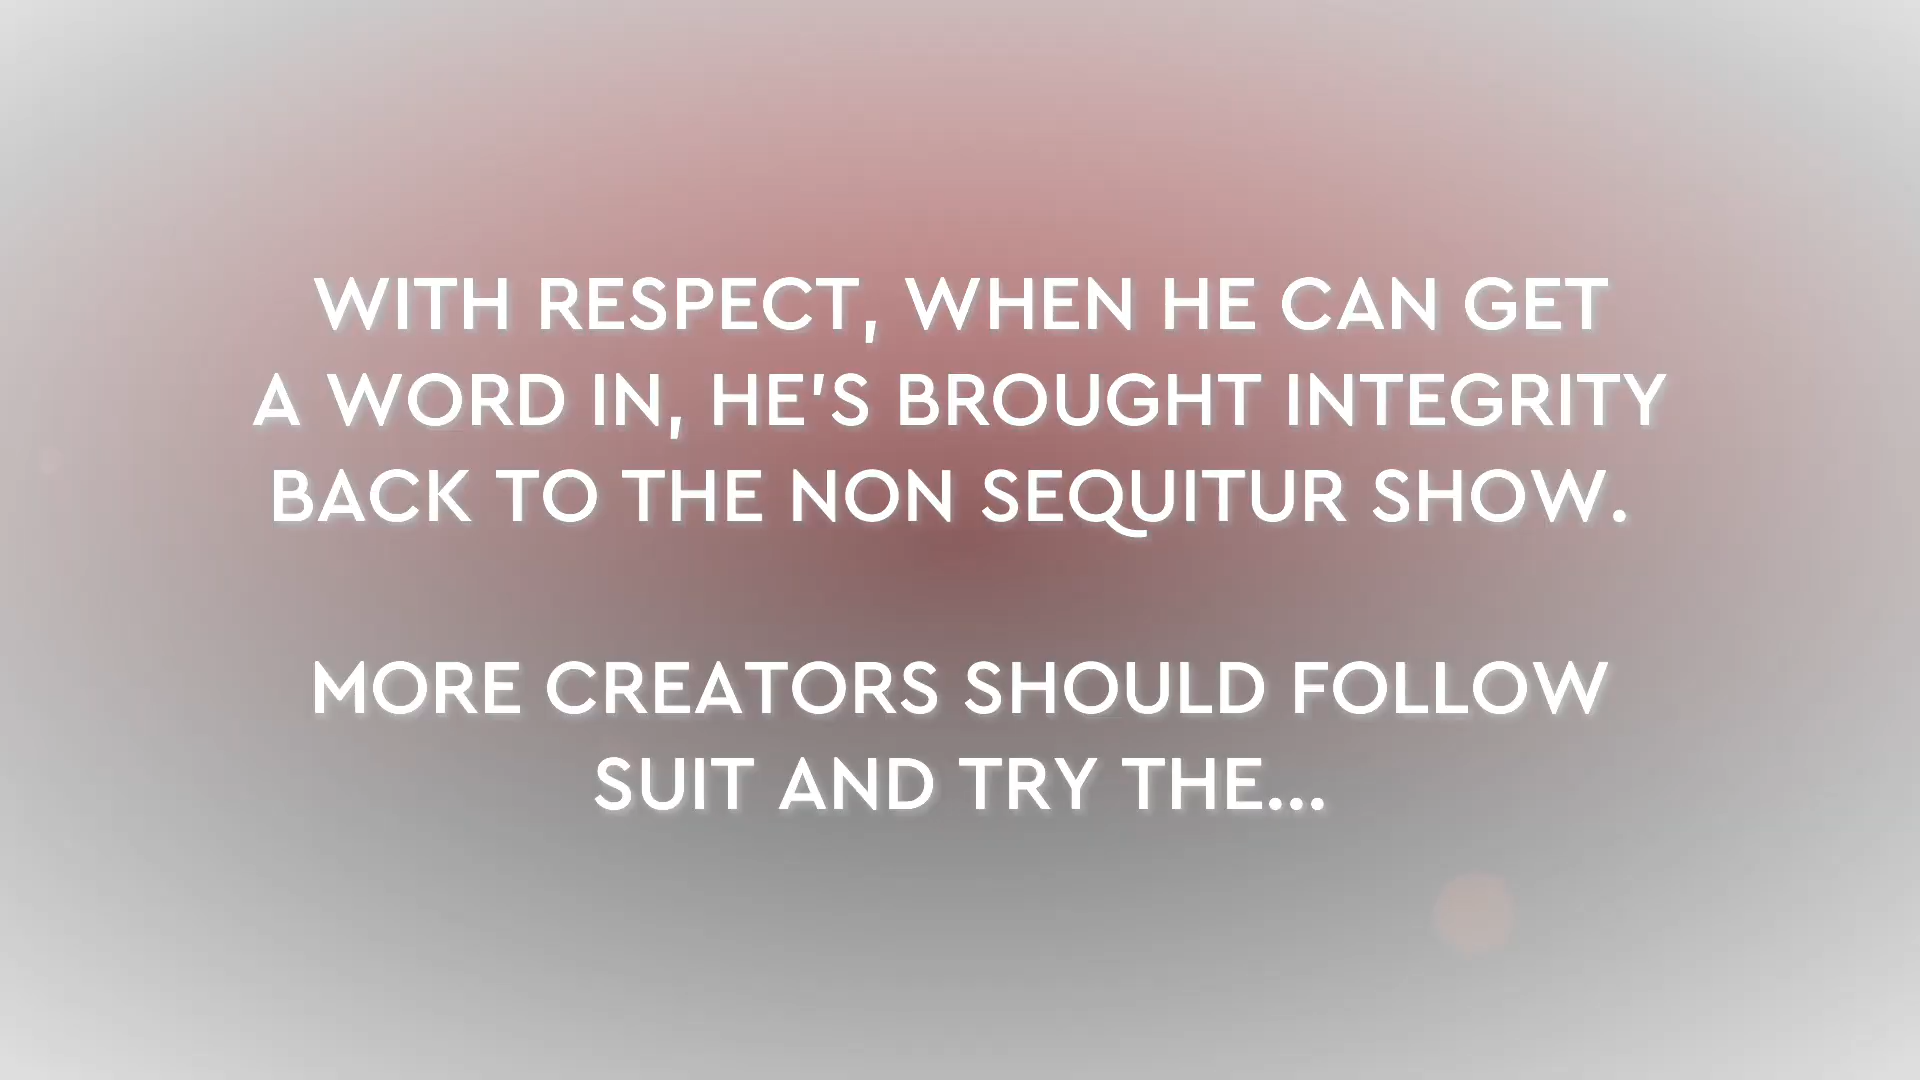 WITH RESPECT, WHEN HE CAN GET
A WORD IN, HE'S BROUGHT INTEGRITY
BACK TO THE NON SEQUITUR SHOW.
MORE CREATORS SHOULD FOLLOW
SUIT AND TRY THE...